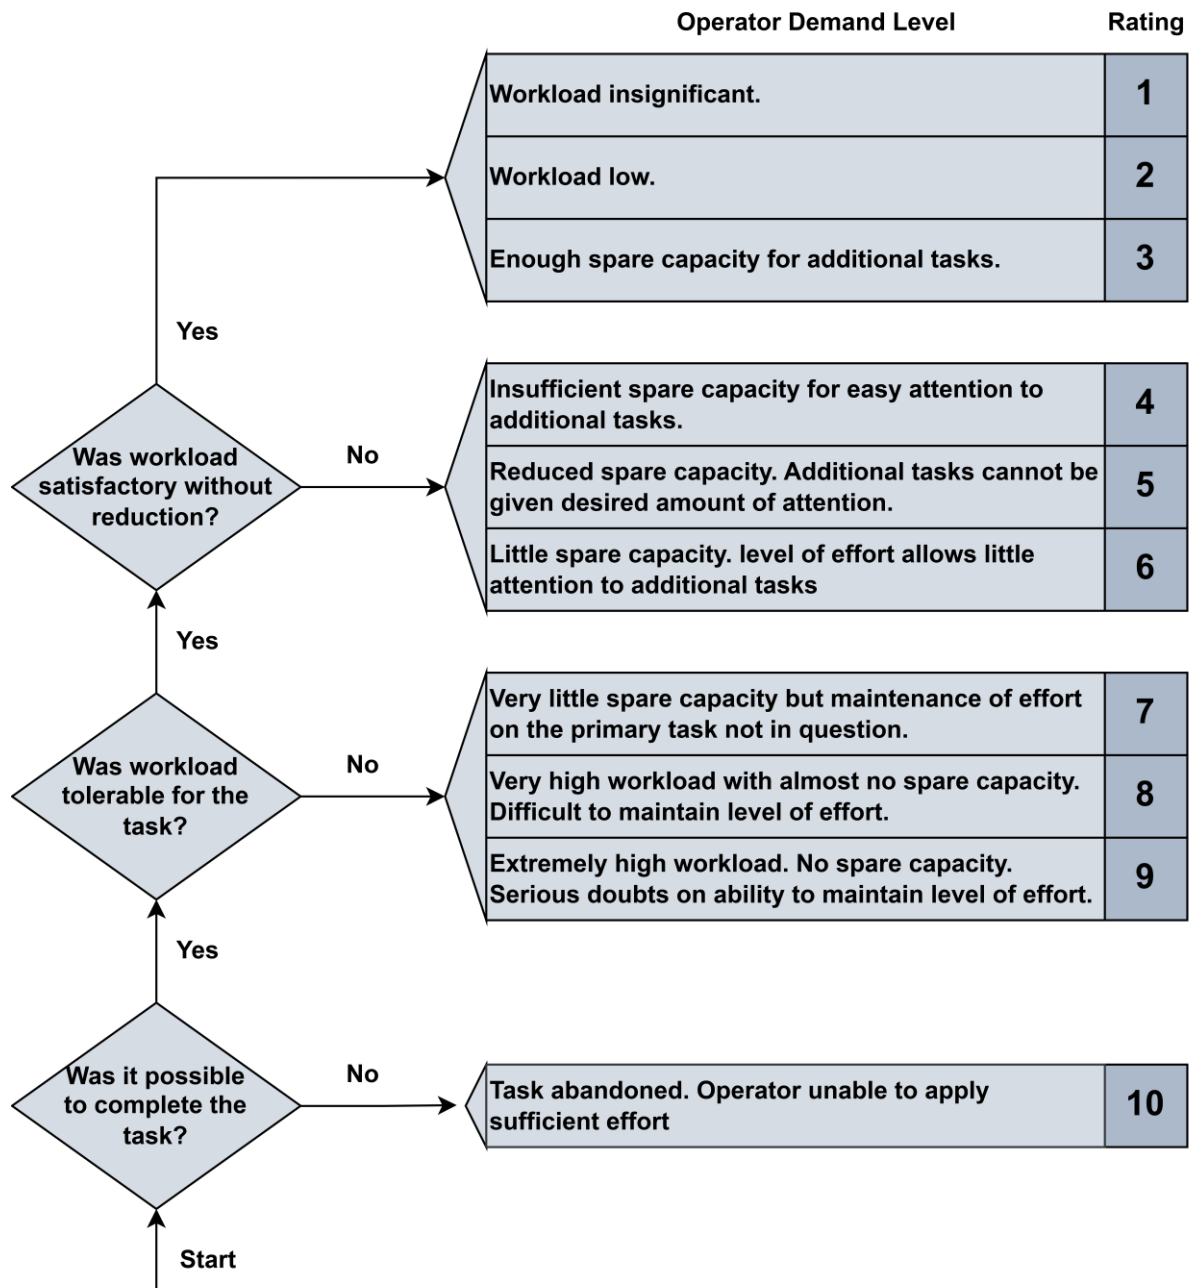 Operator Demand Level Rating
Workload insignificant. 1
Workload low. 2
Enough spare capacity for additional tasks. 3
Yes
Insufficient spare capacity for easy attention to
additional tasks. 4
Was workload
satisfactory without
reduction?
No
Reduced spare capacity. Additional tasks cannot be
given desired amount of attention. 5
Little spare capacity. level of effort allows little
attention to additional tasks 6
Yes
Very little spare capacity but maintenance of effort
on the primary task not in question. 7
Was workload
tolerable for the
task?
No
Very high workload with almost no spare capacity.
Difficult to maintain level of effort. 8
Extremely high workload. No spare capacity.
Serious doubts on ability to maintain level of effort. 9
Yes
Was it possible
to complete the
task?
No
Task abandoned. Operator unable to apply
sufficient effort 10
Start